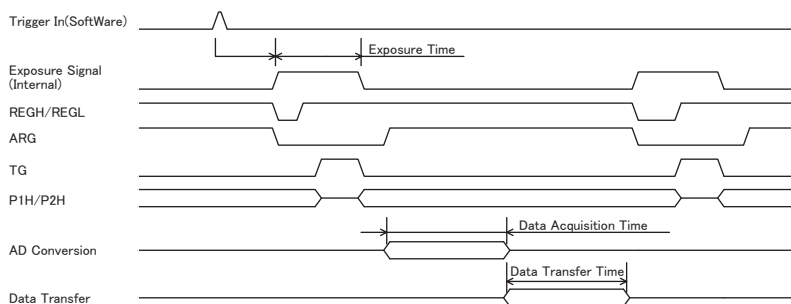 Trigger In(SoftWare)
Exposure Time
Exposure Signal
(Internal)
REGH/REGL
ARG
TG
P1H/P2H
Data Acquisition Time
AD Conversion
Data Transfer Time
Data Transfer